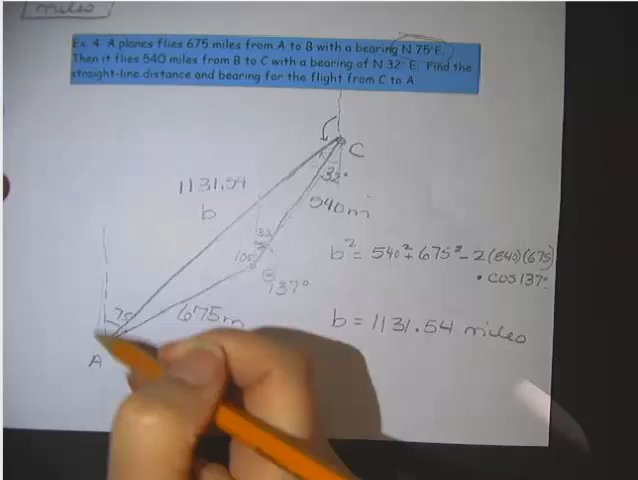 miles
Ex. 4 A planes flies 675 miles from A to B with a bearing N 75°E.
Then it flies 540 miles from B to C with a bearing of N 32° E. Find the
straight-line distance and bearing for the flight from C to A.
C
32°
1131.54
540m
b
105
B
137°
b² = 540² + 675² - 2(540)(675)
• cos 137°
75
675m
b = 1131.54 miles
A